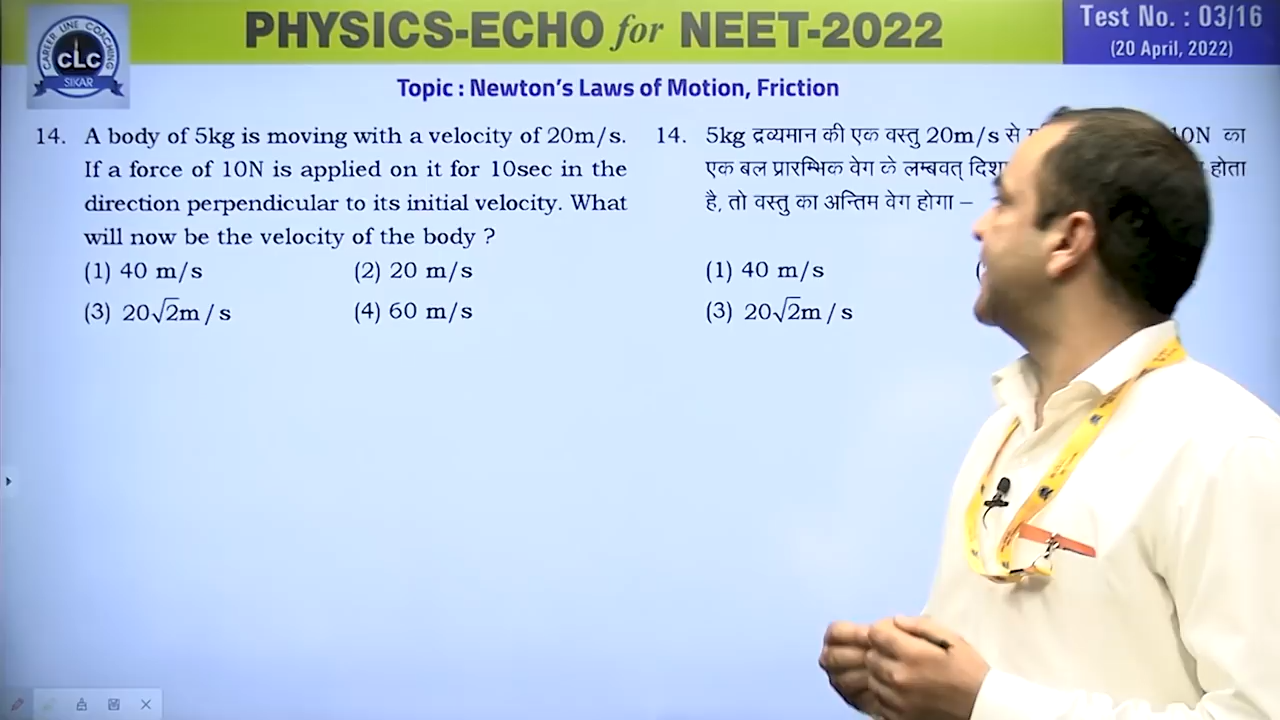 PHYSICS-ECHO for NEET-2022
Test No. : 03/16
(20 April, 2022)
CAREER LINE COACHING
CLC
SIKAR
Topic : Newton's Laws of Motion, Friction
14. A body of 5kg is moving with a velocity of 20m/s.
If a force of 10N is applied on it for 10sec in the
direction perpendicular to its initial velocity. What
will now be the velocity of the body ?
(1) 40 m/s (2) 20 m/s
(3) 20√2m/s (4) 60 m/s
14. 5kg द्रव्यमान की एक वस्तु 20m/s से 10N का
एक बल प्रारम्भिक वेग के लम्बवत् होता
है, तो वस्तु का अन्तिम वेग होगा –
(1) 40 m/s
(3) 20√2m/s